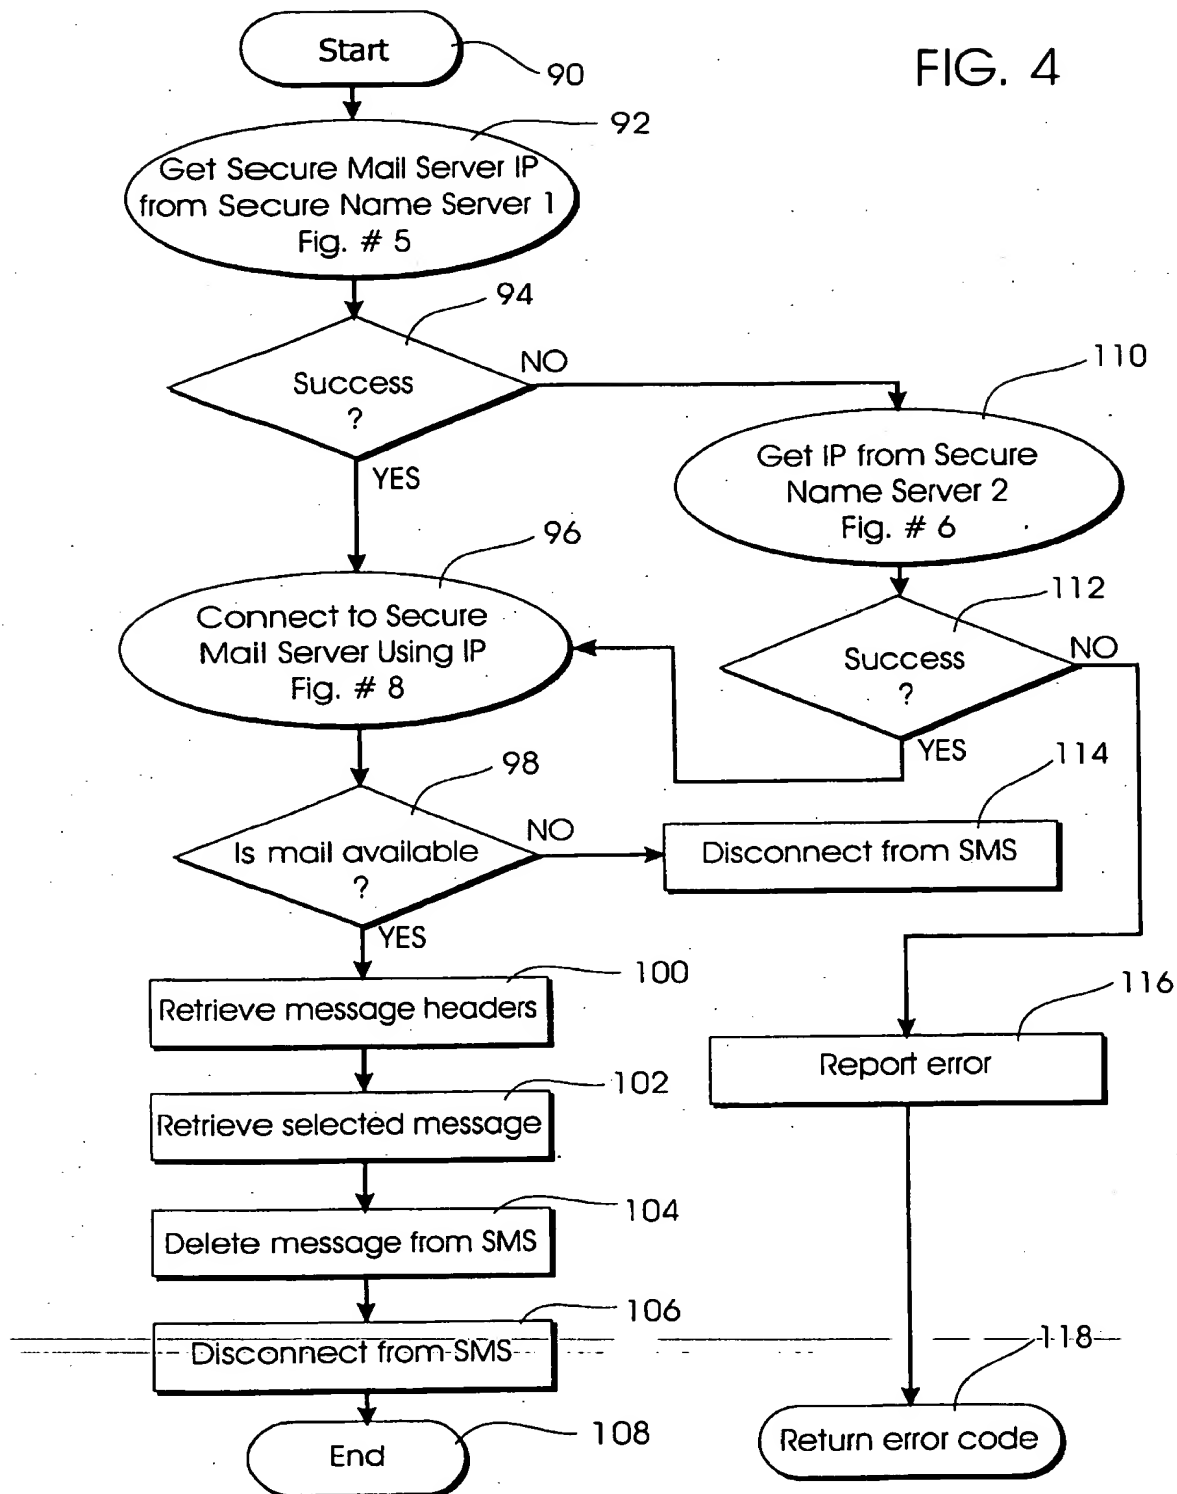 FIG. 4
Start
90
92
Get Secure Mail Server IP
from Secure Name Server 1
Fig. # 5
94
Success
?
NO
YES
110
Get IP from Secure
Name Server 2
Fig. # 6
96
Connect to Secure
Mail Server Using IP
Fig. # 8
112
Success
?
NO
YES
98
Is mail available
?
NO
YES
114
Disconnect from SMS
100
Retrieve message headers
116
Report error
102
Retrieve selected message
104
Delete message from SMS
106
Disconnect from SMS
118
Return error code
108
End